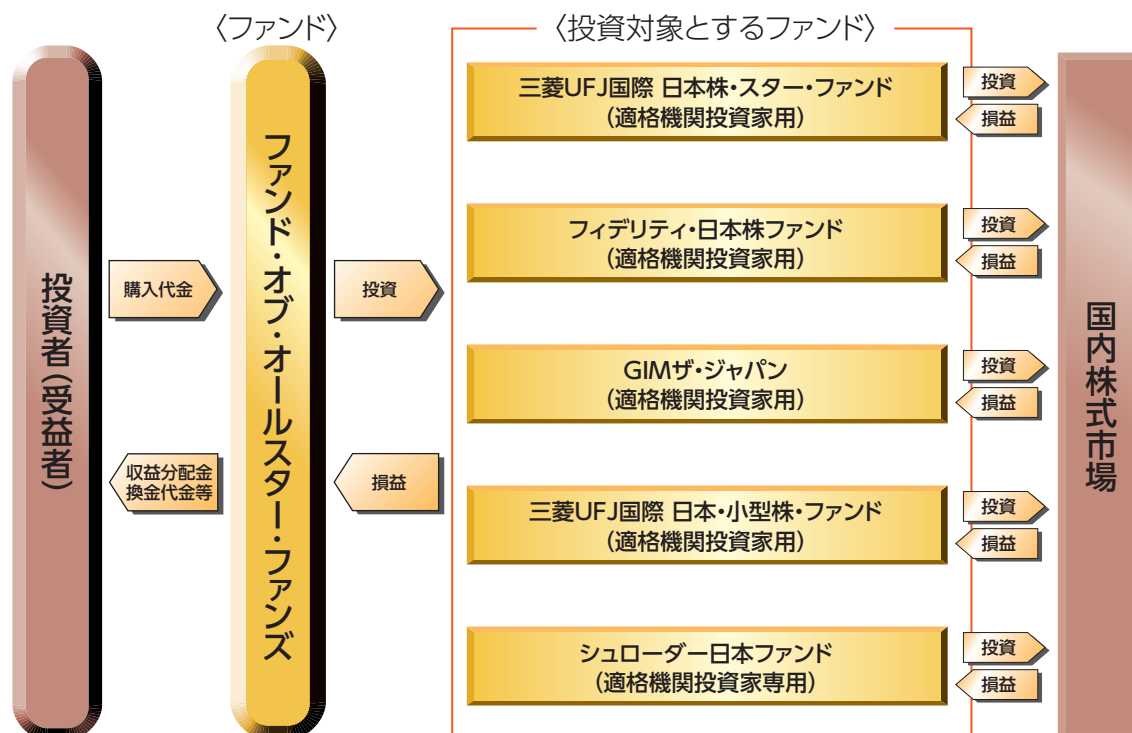 〈ファンド〉
〈投資対象とするファンド〉
投資者(受益者)
購入代金
収益分配金
換金代金等
ファンド・オブ・オールスター・ファンズ
投資
損益
三菱UFJ国際 日本株・スター・ファンド
(適格機関投資家用)
投資
損益
フィデリティ・日本株ファンド
(適格機関投資家用)
投資
損益
GIMザ・ジャパン
(適格機関投資家用)
投資
損益
三菱UFJ国際 日本・小型株・ファンド
(適格機関投資家用)
投資
損益
シュローダー日本ファンド
(適格機関投資家専用)
投資
損益
国内株式市場